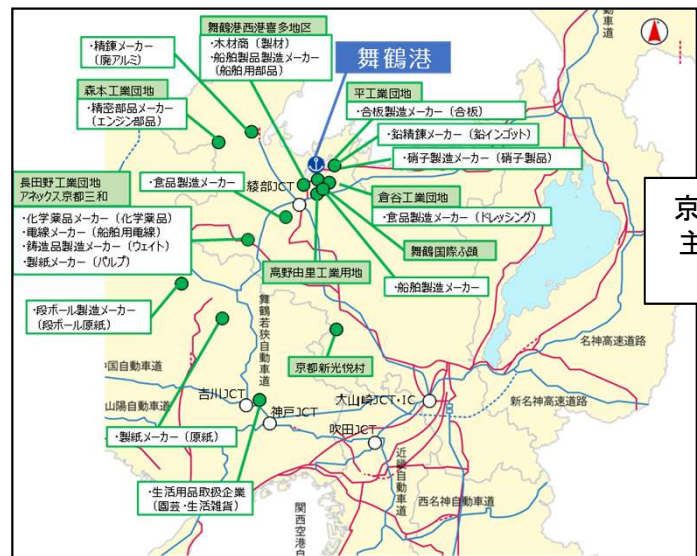 舞鶴港西港喜多地区
・木材商（製材）
・船舶製品製造メーカー
（船舶用部品）
舞鶴港
・精錬メーカー
（廃アルミ）
森本工業団地
・精密部品メーカー
（エンジン部品）
平工業団地
・合板製造メーカー（合板）
・鉛精錬メーカー（鉛インゴット）
・硝子製造メーカー（硝子製品）
長田野工業団地
アネックス京都三和
・化学薬品メーカー（化学薬品）
・電線メーカー（船舶用電線）
・鋳造品製造メーカー（ウェイト）
・製紙メーカー（パルプ）
・食品製造メーカー
綾部JCT
倉谷工業団地
・食品製造メーカー（ドレッシング）
舞鶴国際ふ頭
・船舶製造メーカー
高野由里工業用地
・段ボール製造メーカー
（段ボール原紙）
舞鶴若狭自動車道
京都新光悦村
名神高速道路
中国自動車道
山陽自動車道
吉川JCT
神戸JCT
大山崎JCT・IC
新名神高速道路
吹田JCT
・製紙メーカー（原紙）
・生活用品取扱企業
（園芸・生活雑貨）
近畿自動車道
西名神自動車道
関西空港自
動車道
京
主